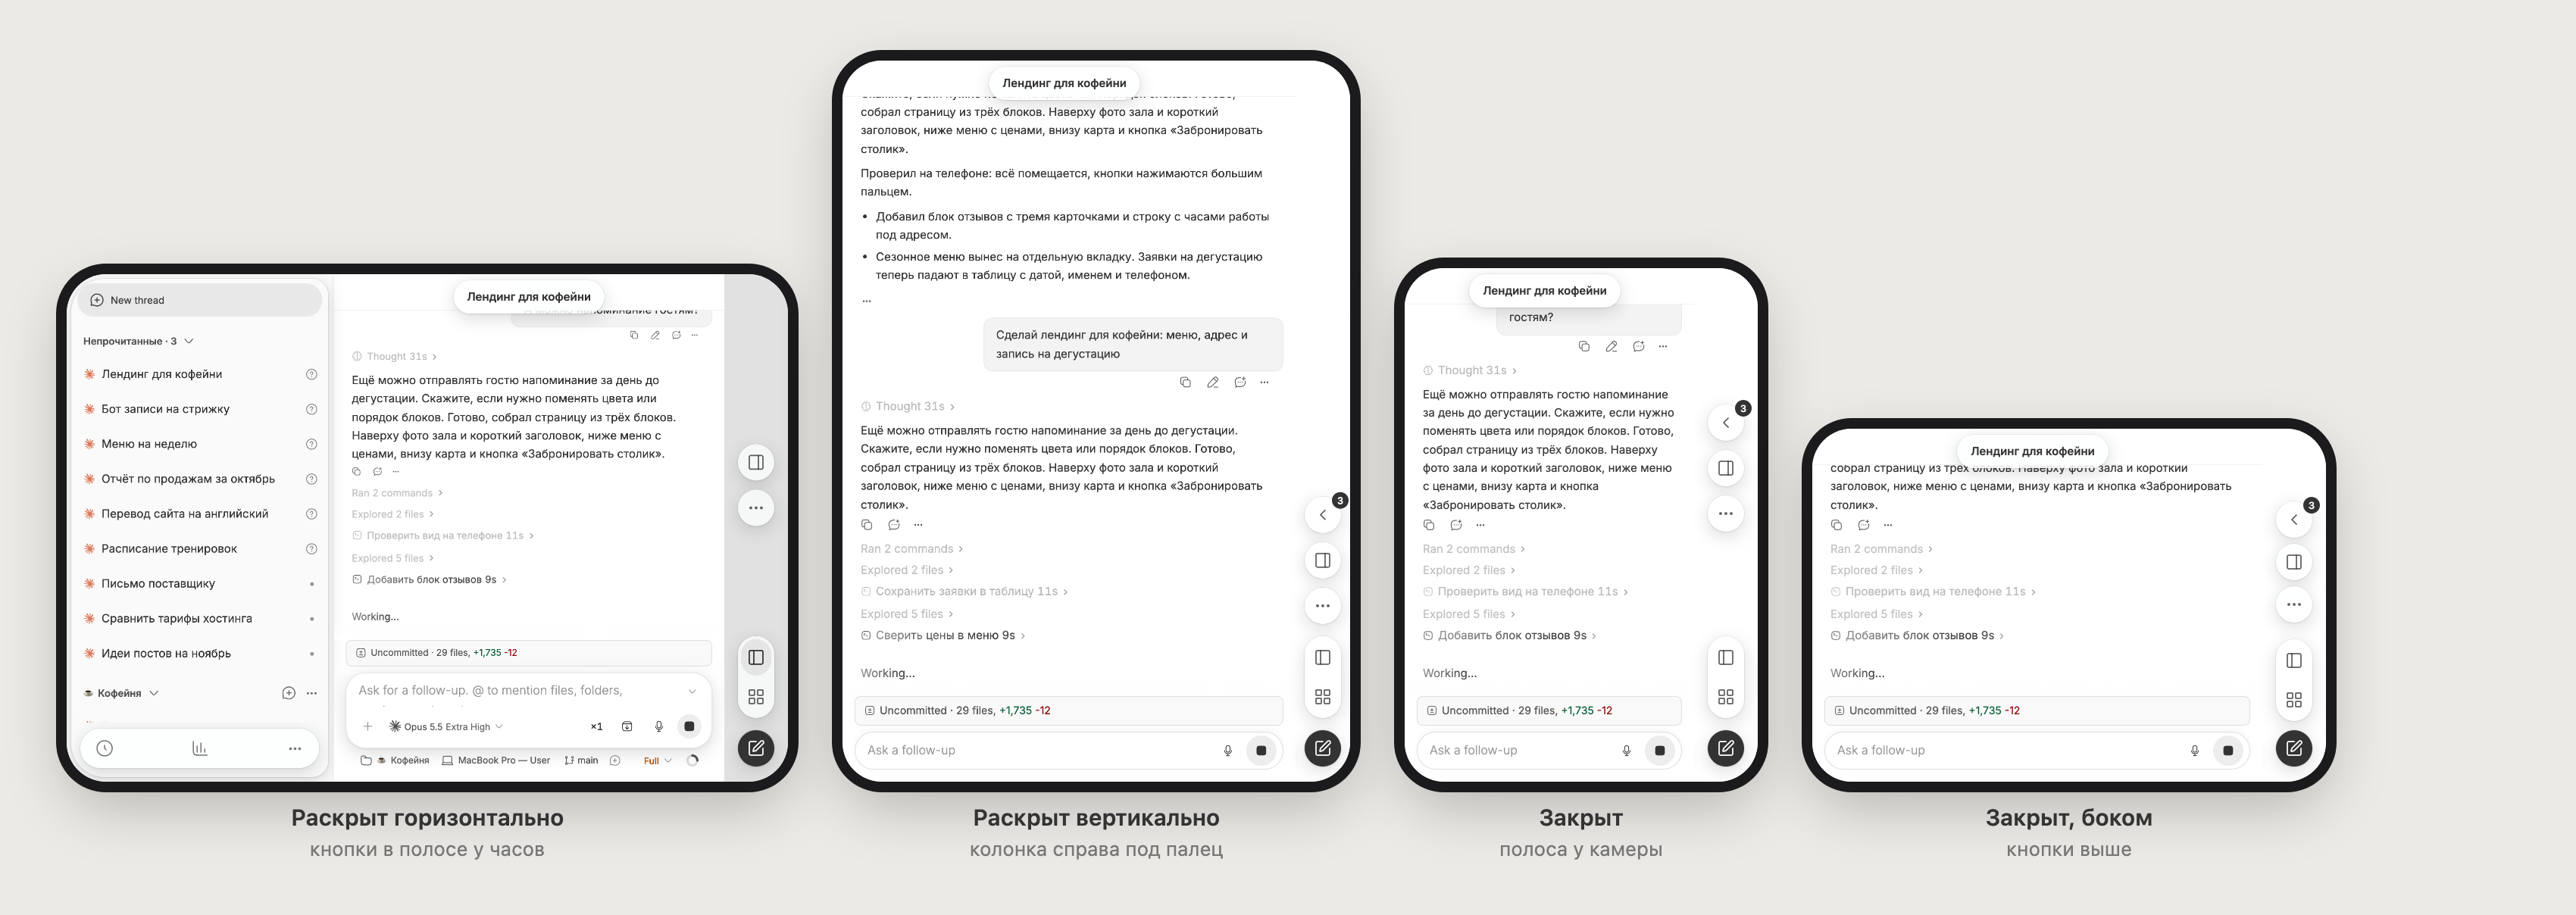 New thread
Непрочитанные · 3
Лендинг для кофейни
Бот записи на стрижку
Меню на неделю
Отчёт по продажам за октябрь
Перевод сайта на английский
Расписание тренировок
Письмо поставщику
Сравнить тарифы хостинга
Идеи постов на ноябрь
Кофейня
Лендинг для кофейни
Thought 31s
Ещё можно отправлять гостю напоминание за день до
дегустации. Скажите, если нужно поменять цвета или
порядок блоков. Готово, собрал страницу из трёх блоков.
Наверху фото зала и короткий заголовок, ниже меню с
ценами, внизу карта и кнопка «Забронировать столик».
Ran 2 commands
Explored 2 files
Проверить вид на телефоне 11s
Explored 5 files
Добавить блок отзывов 9s
Working...
Uncommitted · 29 files, +1,735 -12
Ask for a follow-up. @ to mention files, folders,
Opus 5.5 Extra High ×1
Кофейня MacBook Pro — User main Full
Раскрыт горизонтально
кнопки в полосе у часов
Лендинг для кофейни
собрал страницу из трёх блоков. Наверху фото зала и короткий
заголовок, ниже меню с ценами, внизу карта и кнопка «Забронировать
столик».
Проверил на телефоне: всё помещается, кнопки нажимаются большим
пальцем.
• Добавил блок отзывов с тремя карточками и строку с часами работы
под адресом.
• Сезонное меню вынес на отдельную вкладку. Заявки на дегустацию
теперь падают в таблицу с датой, именем и телефоном.
...
Сделай лендинг для кофейни: меню, адрес и
запись на дегустацию
Thought 31s
Ещё можно отправлять гостю напоминание за день до дегустации.
Скажите, если нужно поменять цвета или порядок блоков. Готово,
собрал страницу из трёх блоков. Наверху фото зала и короткий
заголовок, ниже меню с ценами, внизу карта и кнопка «Забронировать
столик».
Ran 2 commands
Explored 2 files
Сохранить заявки в таблицу 11s
Explored 5 files
Сверить цены в меню 9s
Working...
Uncommitted · 29 files, +1,735 -12
Ask a follow-up
3
Раскрыт вертикально
колонка справа под палец
Лендинг для кофейни
гостям?
Thought 31s
Ещё можно отправлять гостю напоминание
за день до дегустации. Скажите, если нужно
поменять цвета или порядок блоков. Готово,
собрал страницу из трёх блоков. Наверху
фото зала и короткий заголовок, ниже меню
с ценами, внизу карта и кнопка
«Забронировать столик».
Ran 2 commands
Explored 2 files
Проверить вид на телефоне 11s
Explored 5 files
Добавить блок отзывов 9s
Working...
Uncommitted · 29 files, +1,735 -12
Ask a follow-up
3
Закрыт
полоса у камеры
Лендинг для кофейни
собрал страницу из трёх блоков. Наверху фото зала и короткий
заголовок, ниже меню с ценами, внизу карта и кнопка «Забронировать
столик».
Ran 2 commands
Explored 2 files
Проверить вид на телефоне 11s
Explored 5 files
Добавить блок отзывов 9s
Working...
Uncommitted · 29 files, +1,735 -12
Ask a follow-up
3
Закрыт, боком
кнопки выше